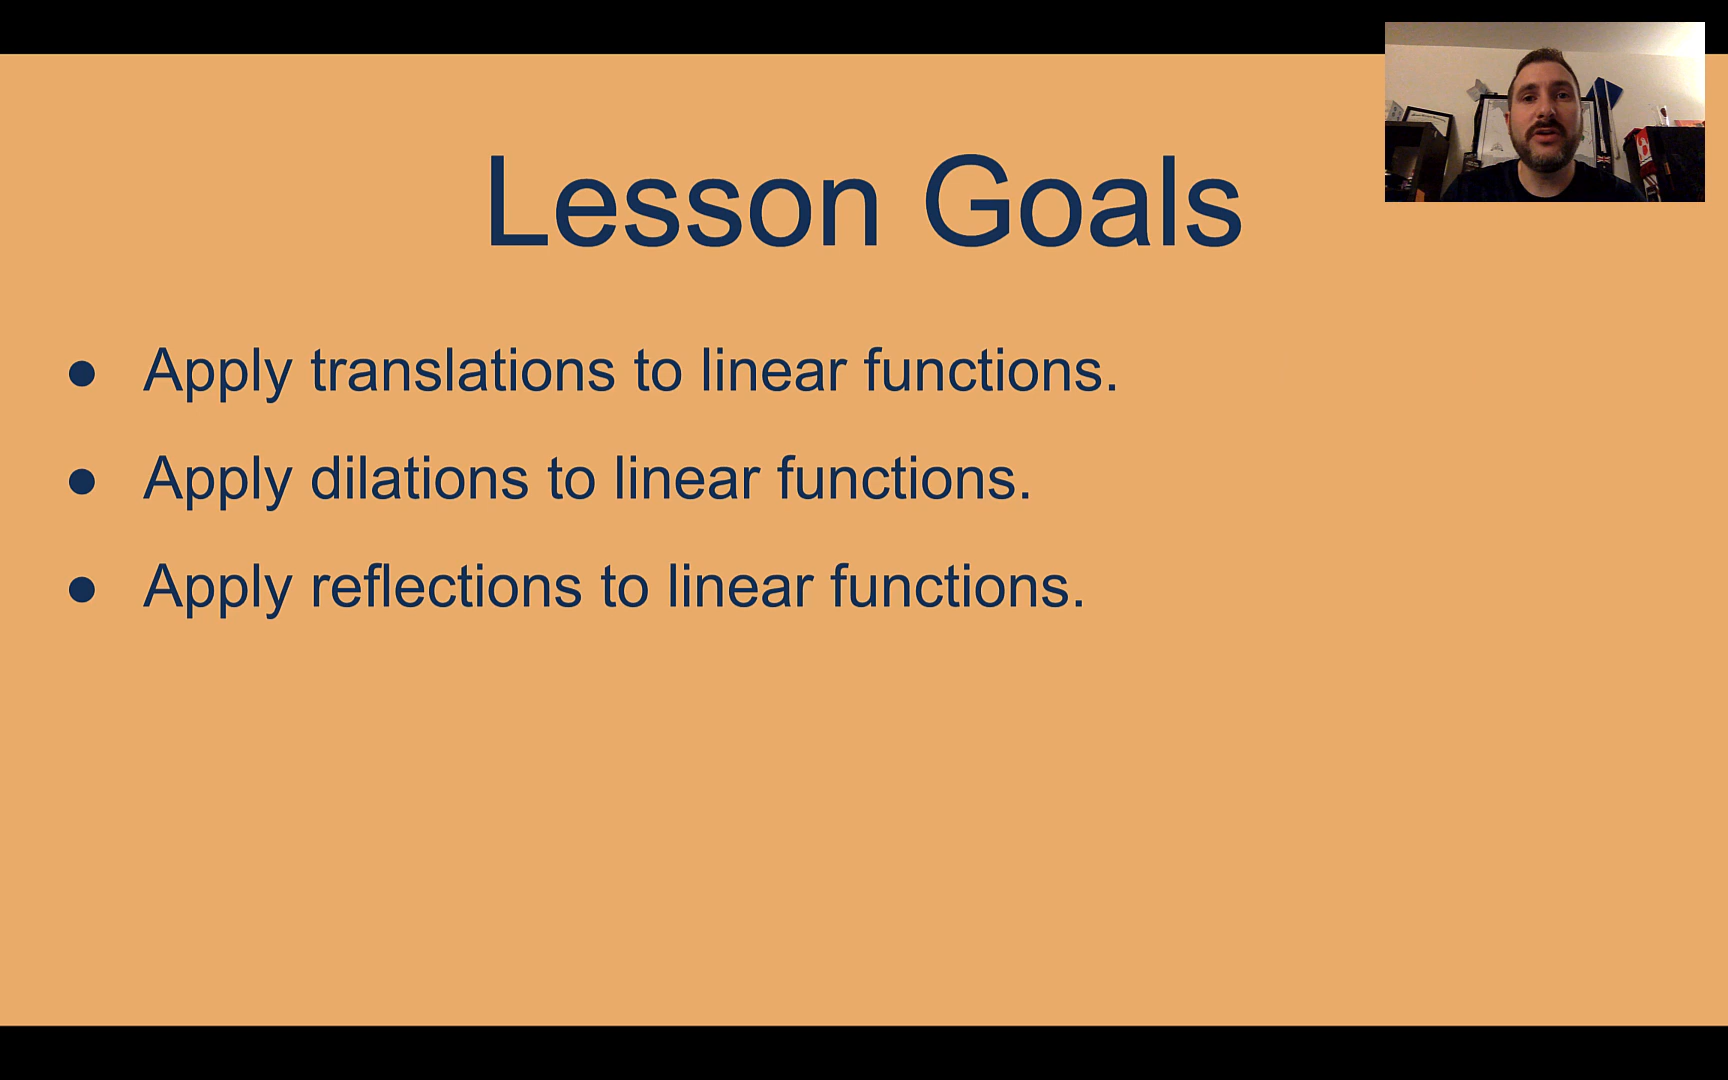 Lesson Goals
● Apply translations to linear functions.
● Apply dilations to linear functions.
● Apply reflections to linear functions.